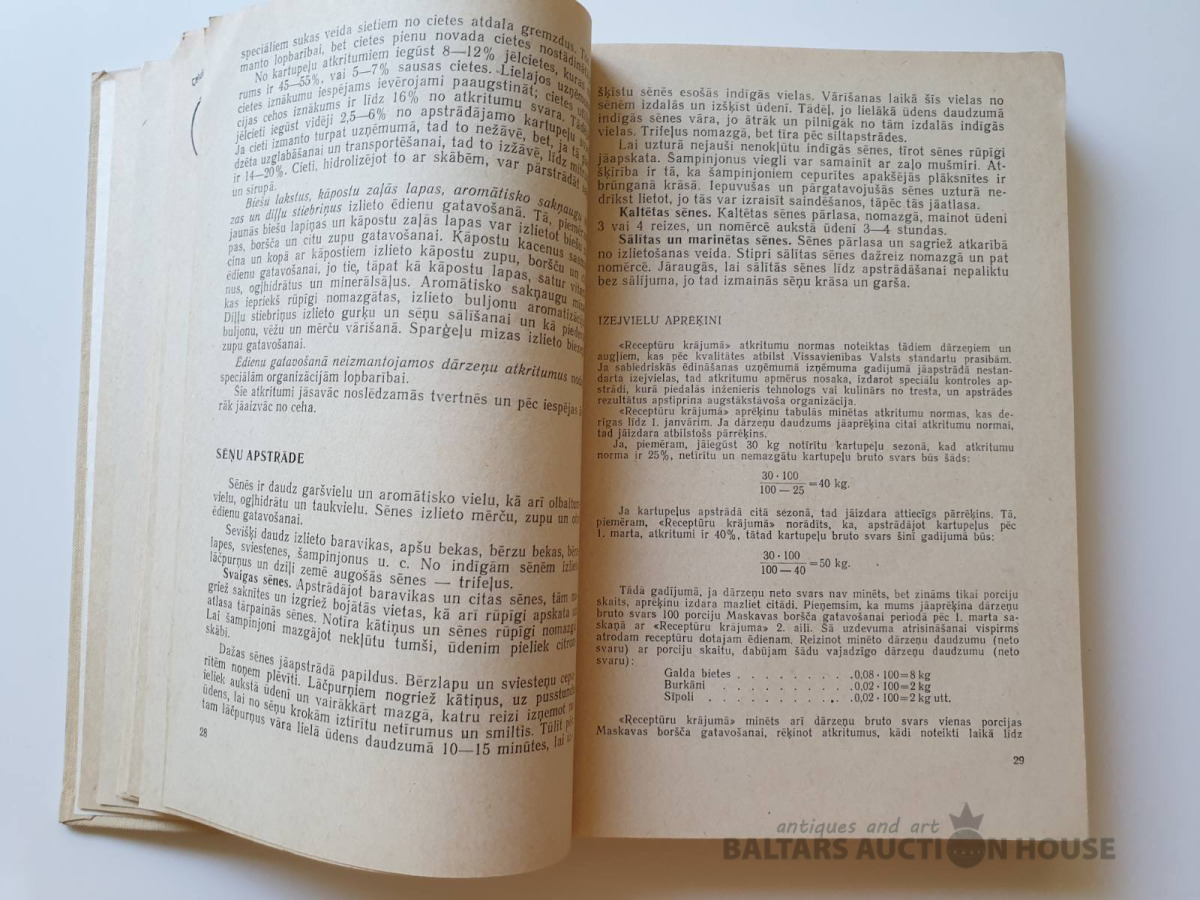 speciāliem sukas veida sietiem no cietes atdala gremzdus.
manto lopbarībai, bet cietes pienu novada cietes
No kartupeļu atkritumiem iegūst 8—12% jēlcietes,
rums ir 45—55%, vai 5—7% sausas cietes. Lielajos
cietes iznākumu iespējams ievērojami paaugstināt; cietes
cijas cehos iznākums ir līdz 16% no atkritumu svara.
jēlcieti iegūst vidēji 2,5—6% no apstrādājamo kartupeļu
Ja cieti izmanto turpat uzņēmumā, tad to nežāvē, bet, ja tā
dzēta uzglabāšanai un transportēšanai, tad to izžāvē, līdz
ir 14—20%. Cieti, hidrolizējot to ar skābēm, var pārstrādāt
un sīrupā.
Biešu lakstus, kāpostu zaļās lapas, aromātisko sakņaugu
zas un diļļu stiebriņus izlieto ēdienu gatavošanā. Tā,
jaunās biešu lapiņas un kāpostu zaļās lapas var izlietot biešu
pas, boršča un citu zupu gatavošanai. Kāpostu kacenus
cina un kopā ar kāpostiem izlieto kāpostu zupu, boršču un
ēdienu gatavošanai, jo tie, tāpat kā kāpostu lapas, satur
nus, ogļhidrātus un minerālsāļus. Aromātisko sakņaugu
kas iepriekš rūpīgi nomazgātas, izlieto buljonu
Diļļu stiebriņus izlieto gurķu un sēņu sālīšanai un kā
buljonu, vēžu un mērču vārīšanā. Sparģeļu mizas izlieto
zupu gatavošanai.
Ēdienu gatavošanā neizmantojamos dārzeņu atkritumus
speciālām organizācijām lopbarībai.
Šie atkritumi jāsavāc noslēdzamās tvertnēs un pēc iespējas
rāk jāaizvāc no ceha.
SĒŅU APSTRĀDE
Sēnēs ir daudz garšvielu un aromātisko vielu, kā arī
vielu, ogļhidrātu un taukvielu. Sēnes izlieto mērču, zupu un
ēdienu gatavošanai.
Sevišķi daudz izlieto baravikas, apšu bekas, bērzu bekas,
lapes, sviestenes, šampinjonus u. c. No indīgām sēnēm
lāčpurņus un dziļi zemē augošās sēnes — trifeļus.
Svaigas sēnes. Apstrādājot baravikas un citas sēnes, tām
griež saknītes un izgriež bojātās vietas, kā arī rūpīgi apskata
atlasa tārpainās sēnes. Notīra kātiņus un sēnes rūpīgi
Lai šampinjoni mazgājot nekļūtu tumši, ūdenim pieliek
skābi.
Dažas sēnes jāapstrādā papildus. Bērzlapu un sviesteņu
rītēm noņem plēvīti. Lāčpurņiem nogriež kātiņus, uz
ieliek aukstā ūdenī un vairākkārt mazgā, katru reizi izņemot
ūdens, lai no sēņu krokām iztīrītu netīrumus un smiltis. Tūlīt
tam lāčpurņus vāra lielā ūdens daudzumā 10—15 minūtes, lai
28
šķistu sēnēs esošās indīgās vielas. Vārīšanas laikā šīs vielas no
sēnēm izdalās un izšķīst ūdenī. Tādēļ, jo lielākā ūdens daudzumā
indīgās sēnes vāra, jo ātrāk un pilnīgāk no tām izdalās indīgās
vielas. Trifeļus nomazgā, bet tīra pēc siltapstrādes.
Lai uzturā nejauši nenokļūtu indīgās sēnes, tīrot sēnes rūpīgi
jāapskata. Šampinjonus viegli var samainīt ar zaļo mušmiri. At-
šķirība ir tā, ka šampinjoniem cepurītes apakšējās plāksnītes ir
brūnganā krāsā. Iepuvušas un pārgatavojušās sēnes uzturā ne-
drīkst lietot, jo tās var izraisīt saindēšanos, tāpēc tās jāatlasa.
Kaltētas sēnes. Kaltētas sēnes pārlasa, nomazgā, mainot ūdeni
3 vai 4 reizes, un nomērcē aukstā ūdenī 3—4 stundas.
Sālītas un marinētas sēnes. Sēnes pārlasa un sagriež atkarībā
no izlietošanas veida. Stipri sālītas sēnes dažreiz nomazgā un pat
nomērcē. Jāraugās, lai sālītās sēnes līdz apstrādāšanai nepaliktu
bez sālījuma, jo tad izmainās sēņu krāsa un garša.
IZEJVIELU APRĒĶINI
«Receptūru krājumā» atkritumu normas noteiktas tādiem dārzeņiem un
augļiem, kas pēc kvalitātes atbilst Vissavienības Valsts standartu prasībām.
Ja sabiedriskās ēdināšanas uzņēmumā izņēmuma gadījumā jāapstrādā nestan-
darta izejvielas, tad atkritumu apmērus nosaka, izdarot speciālu kontroles ap-
strādi, kurā piedalās inženieris tehnologs vai kulinārs no tresta, un apstrādes
rezultātus apstiprina augstākstāvoša organizācija.
«Receptūru krājumā» aprēķinu tabulās minētas atkritumu normas, kas de-
rīgas līdz 1. janvārim. Ja dārzeņu daudzums jāaprēķina citai atkritumu normai,
tad jāizdara atbilstošs pārrēķins.
Ja, piemēram, jāiegūst 30 kg notīrītu kartupeļu sezonā, kad atkritumu
norma ir 25%, netīrītu un nemazgātu kartupeļu bruto svars būs šāds:
30 · 100
100 — 25 = 40 kg.
Ja kartupeļus apstrādā citā sezonā, tad jāizdara attiecīgs pārrēķins. Tā,
piemēram, «Receptūru krājumā» norādīts, ka, apstrādājot kartupeļus pēc
1. marta, atkritumi ir 40%, tātad kartupeļu bruto svars šinī gadījumā būs:
30 · 100
100 — 40 = 50 kg.
Tādā gadījumā, ja dārzeņu neto svars nav minēts, bet zināms tikai porciju
skaits, aprēķinu izdara mazliet citādi. Pieņemsim, ka mums jāaprēķina dārzeņu
bruto svars 100 porciju Maskavas boršča gatavošanai periodā pēc 1. marta sa-
skaņā ar «Receptūru krājuma» 2. aili. Šā uzdevuma atrisināšanai vispirms
atrodam receptūru dotajam ēdienam. Reizinot minēto dārzeņu daudzumu (neto
svaru) ar porciju skaitu, dabūjam šādu vajadzīgo dārzeņu daudzumu (neto
svaru):
Galda bietes . . . . . . . . . 0,08 · 100 = 8 kg
Burkāni . . . . . . . . . . 0,02 · 100 = 2 kg
Sīpoli . . . . . . . . . . 0,02 · 100 = 2 kg utt.
«Receptūru krājumā» minēts arī dārzeņu bruto svars vienas porcijas
Maskavas boršča gatavošanai, rēķinot atkritumus, kādi noteikti laikā līdz
29
antiques and art
BALTARS AUCTION HOUSE